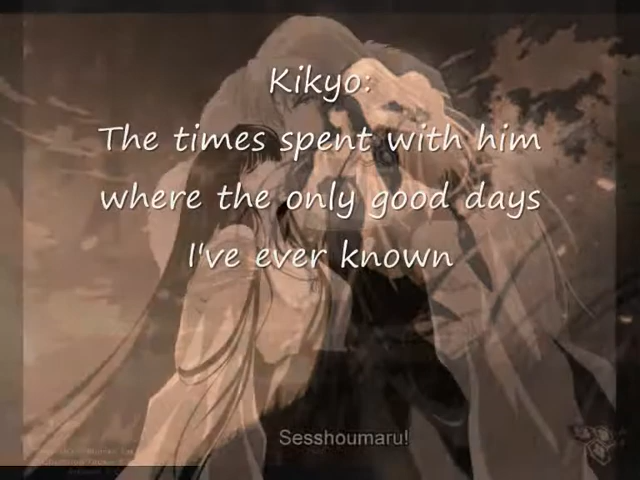 Kikyo:
The times spent with him
where the only good days
I've ever known
Sesshoumaru!